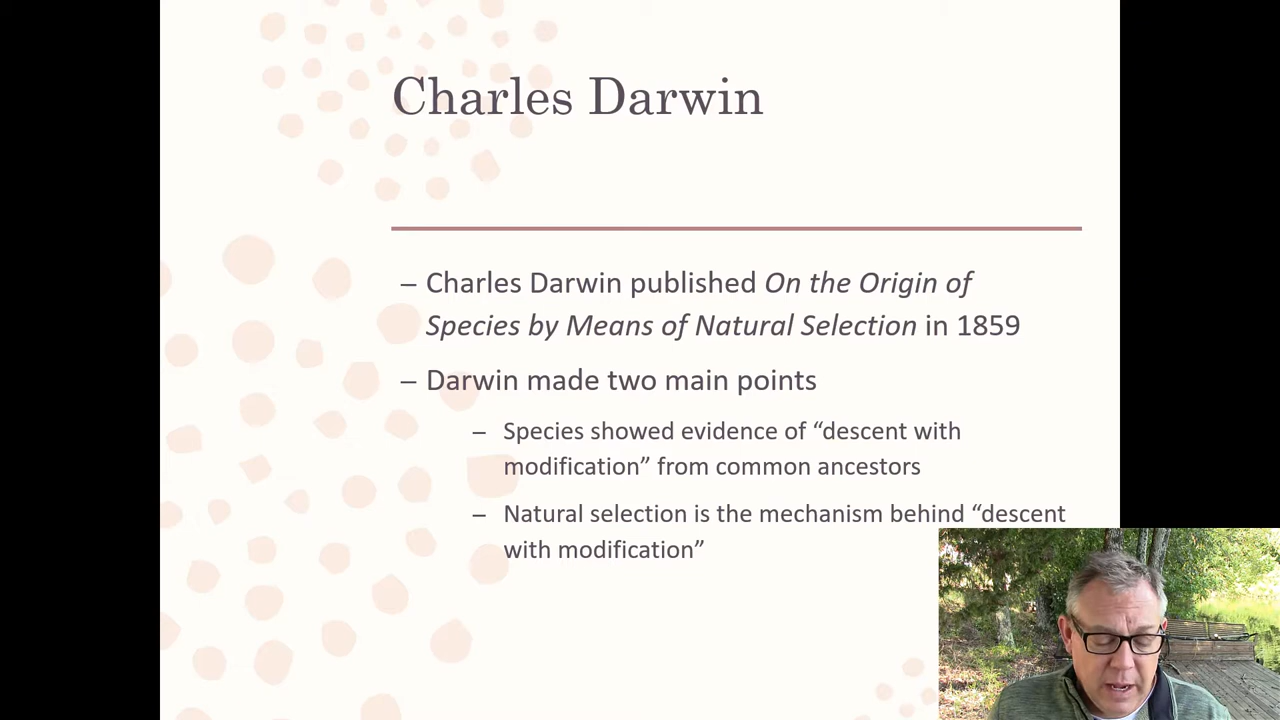 Charles Darwin
– Charles Darwin published On the Origin of
Species by Means of Natural Selection in 1859
– Darwin made two main points
– Species showed evidence of “descent with
modification” from common ancestors
– Natural selection is the mechanism behind “descent
with modification”